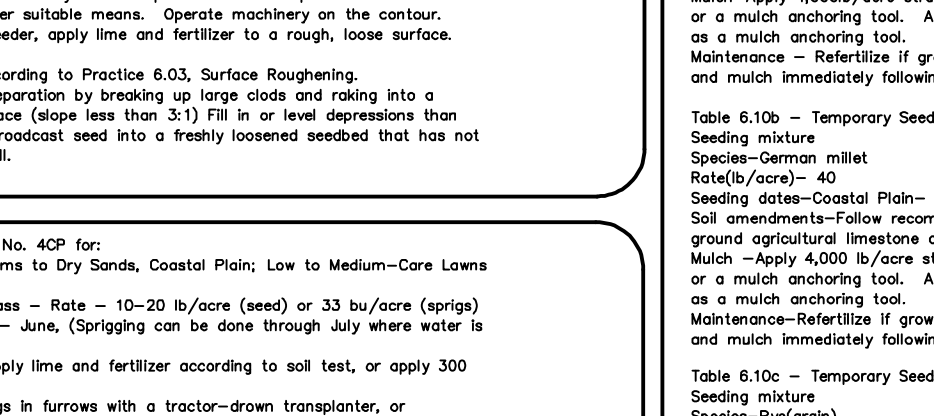 er suitable means. Operate machinery on the contour.
eeder, apply lime and fertilizer to a rough, loose surface.
cording to Practice 6.03, Surface Roughening.
eparation by breaking up large clods and raking into a
ace (slope less than 3:1) Fill in or level depressions than
roadcast seed into a freshly loosened seedbed that has not
ll.
No. 4CP for:
ms to Dry Sands, Coastal Plain; Low to Medium-Care Lawns
ass - Rate - 10-20 lb/acre (seed) or 33 bu/acre (sprigs)
- June, (Sprigging can be done through July where water is
ply lime and fertilizer according to soil test, or apply 300
gs in furrows with a tractor-drown transplanter, or
or a mulch anchoring tool. A
as a mulch anchoring tool.
Maintenance - Refertilize if gr
and mulch immediately followin
Table 6.10b - Temporary Seed
Seeding mixture
Species-German millet
Rate(lb/acre)- 40
Seeding dates-Coastal Plain-
Soil amendments-Follow recom
ground agricultural limestone
Mulch -Apply 4,000 lb/acre st
or a mulch anchoring tool. A
as a mulch anchoring tool.
Maintenance-Refertilize if grow
and mulch immediately followin
Table 6.10c - Temporary Seed
Seeding mixture
Species-Rye(grain)